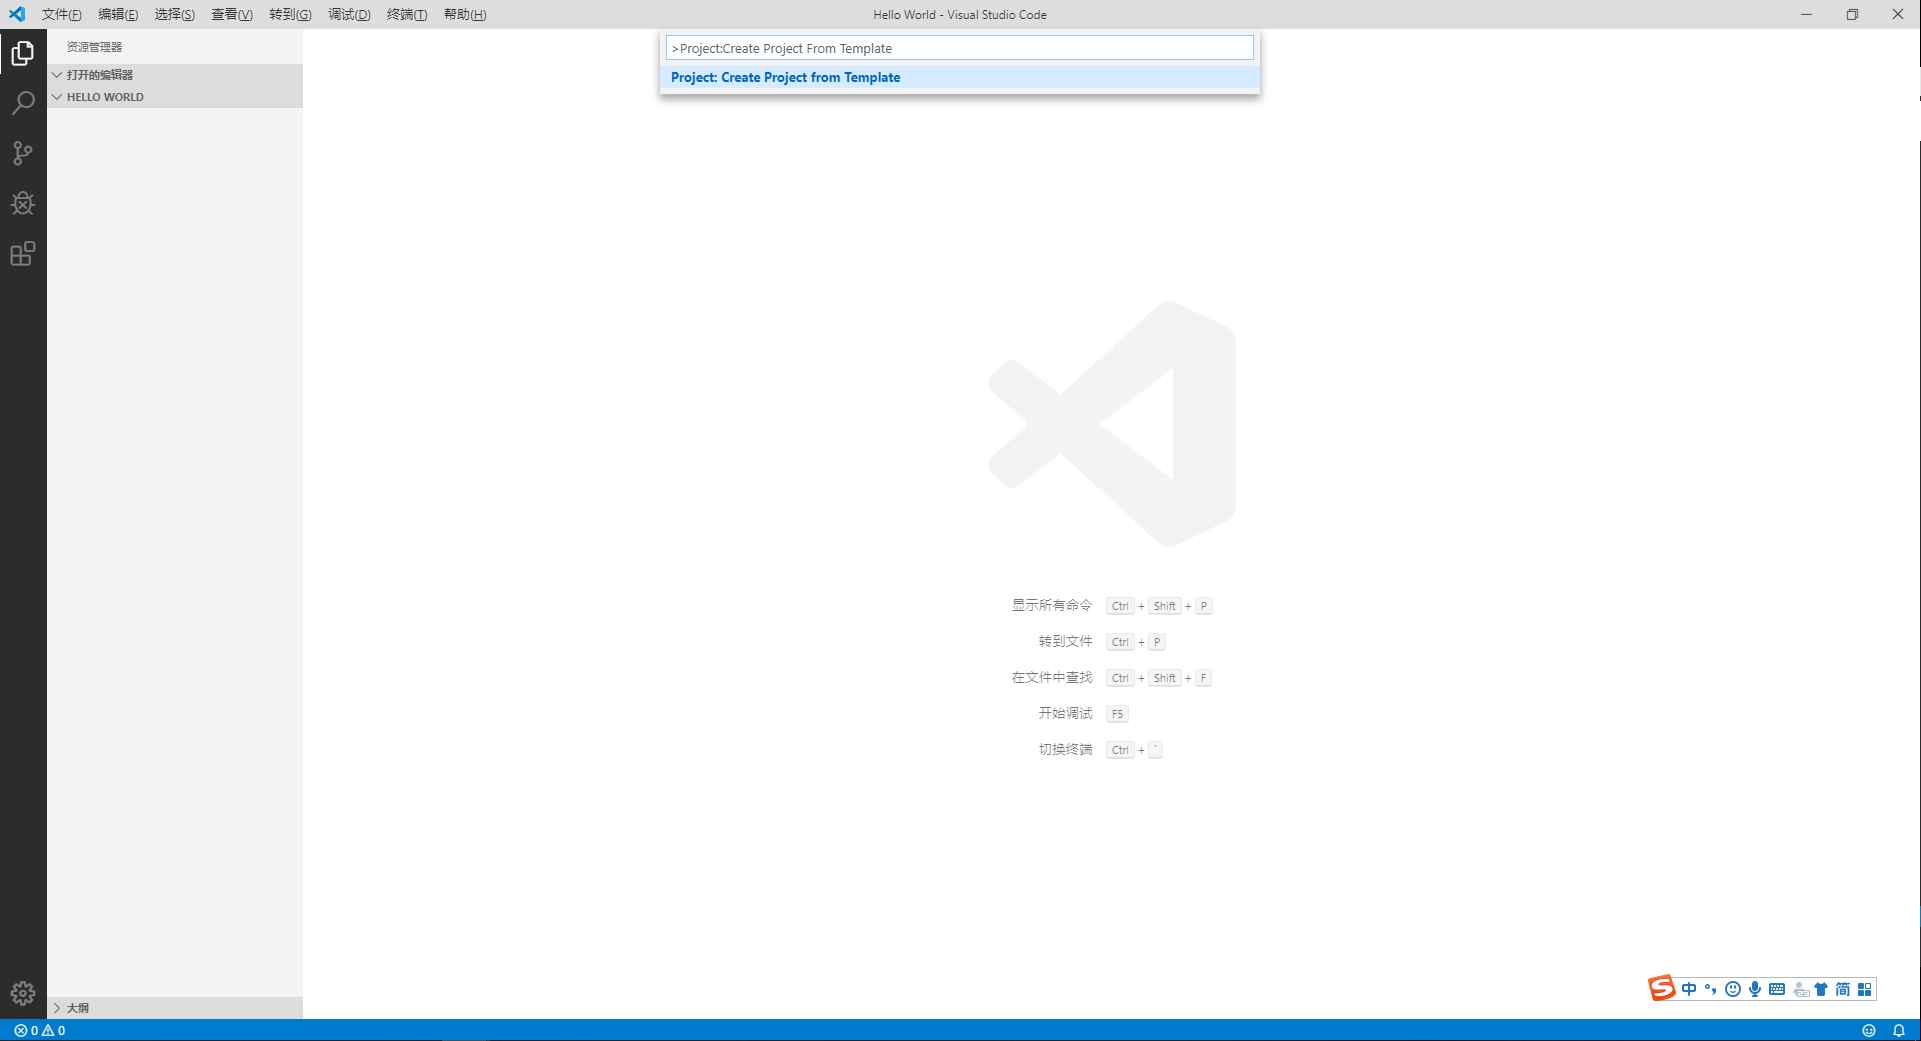 文件(F) 编辑(E) 选择(S) 查看(V) 转到(G) 调试(D) 终端(T) 帮助(H) Hello World - Visual Studio Code
资源管理器
>Project:Create Project From Template
打开的编辑器
Project: Create Project from Template
HELLO WORLD
显示所有命令 Ctrl + Shift + P
转到文件 Ctrl + P
在文件中查找 Ctrl + Shift + F
开始调试 F5
切换终端 Ctrl + `
中 °, 简
大纲
0 0